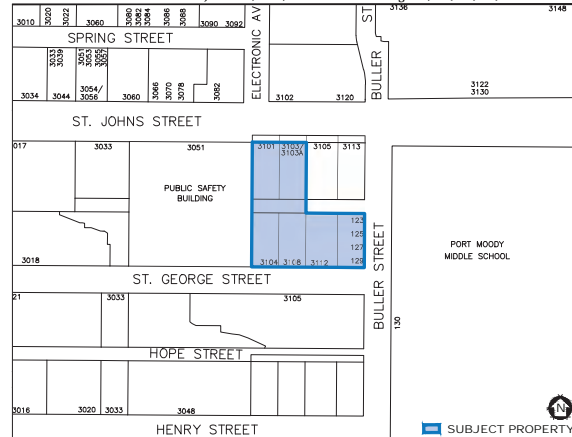 3010 3020 3022 3060 3080 3082 3084 3086 3088 3090 3092
3136 3148
SPRING STREET
ELECTRONIC AV
BULLER ST
3033 3039 3051 3053 3055 3057
3034 3044 3054/ 3056 3060 3066 3070 3078 3082 3102 3120
3122
3130
ST. JOHNS STREET
017 3033 3051 3101 3103/ 3103A 3105 3113
PUBLIC SAFETY
BUILDING
123
125
127
129
3018 3104 3108 3112
BULLER STREET
PORT MOODY
MIDDLE SCHOOL
ST. GEORGE STREET
21 3033 3105
130
HOPE STREET
3016 3020 3033 3048
HENRY STREET
N
SUBJECT PROPERTY